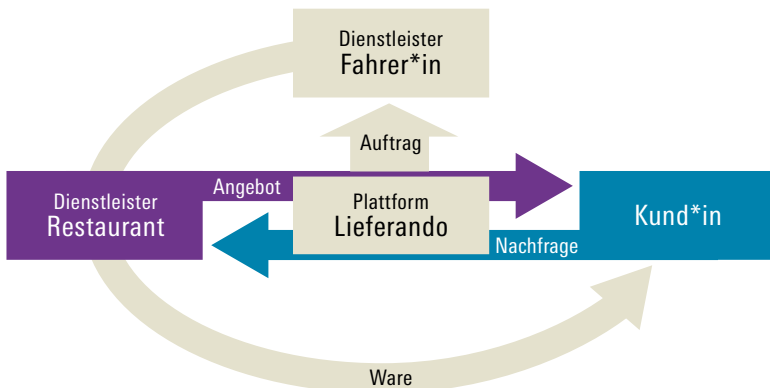 Dienstleister
Fahrer*in
Auftrag
Angebot
Dienstleister
Restaurant
Plattform
Lieferando
Kund*in
Nachfrage
Ware